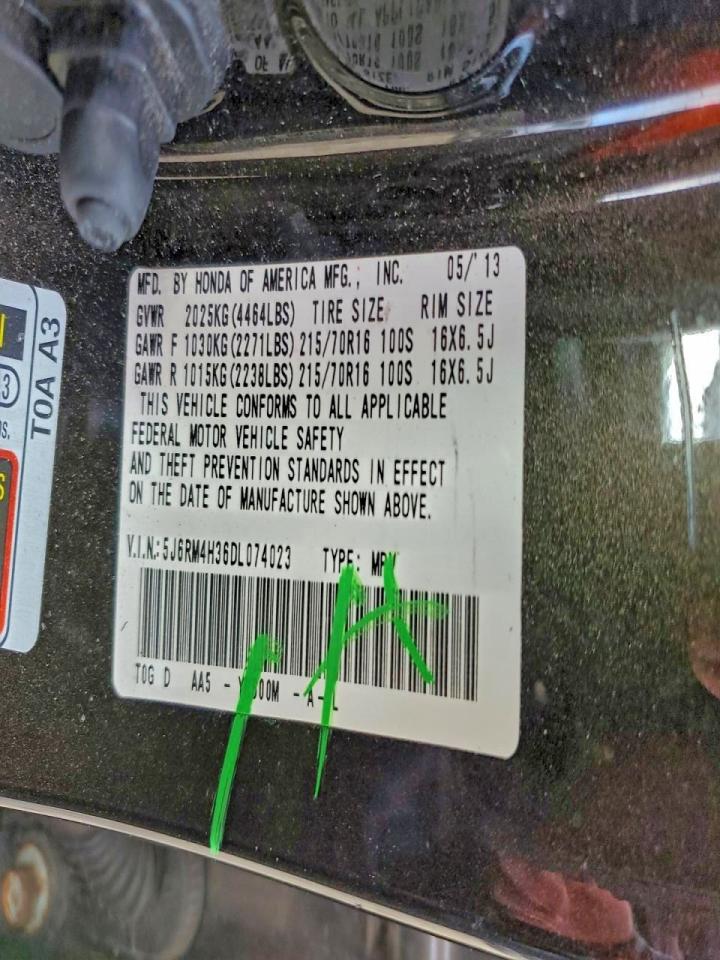 MFD. BY HONDA OF AMERICA MFG., INC. 05/'13
GVWR 2025KG(4464LBS) TIRE SIZE RIM SIZE
GAWR F 1030KG(2271LBS) 215/70R16 100S 16X6.5J
GAWR R 1015KG(2238LBS) 215/70R16 100S 16X6.5J
THIS VEHICLE CONFORMS TO ALL APPLICABLE
FEDERAL MOTOR VEHICLE SAFETY
AND THEFT PREVENTION STANDARDS IN EFFECT
ON THE DATE OF MANUFACTURE SHOWN ABOVE.
V.I.N.: 5J6RM4H36DL074023 TYPE: MPV
TOG D AA5 - 00M - A - L
T0A A3